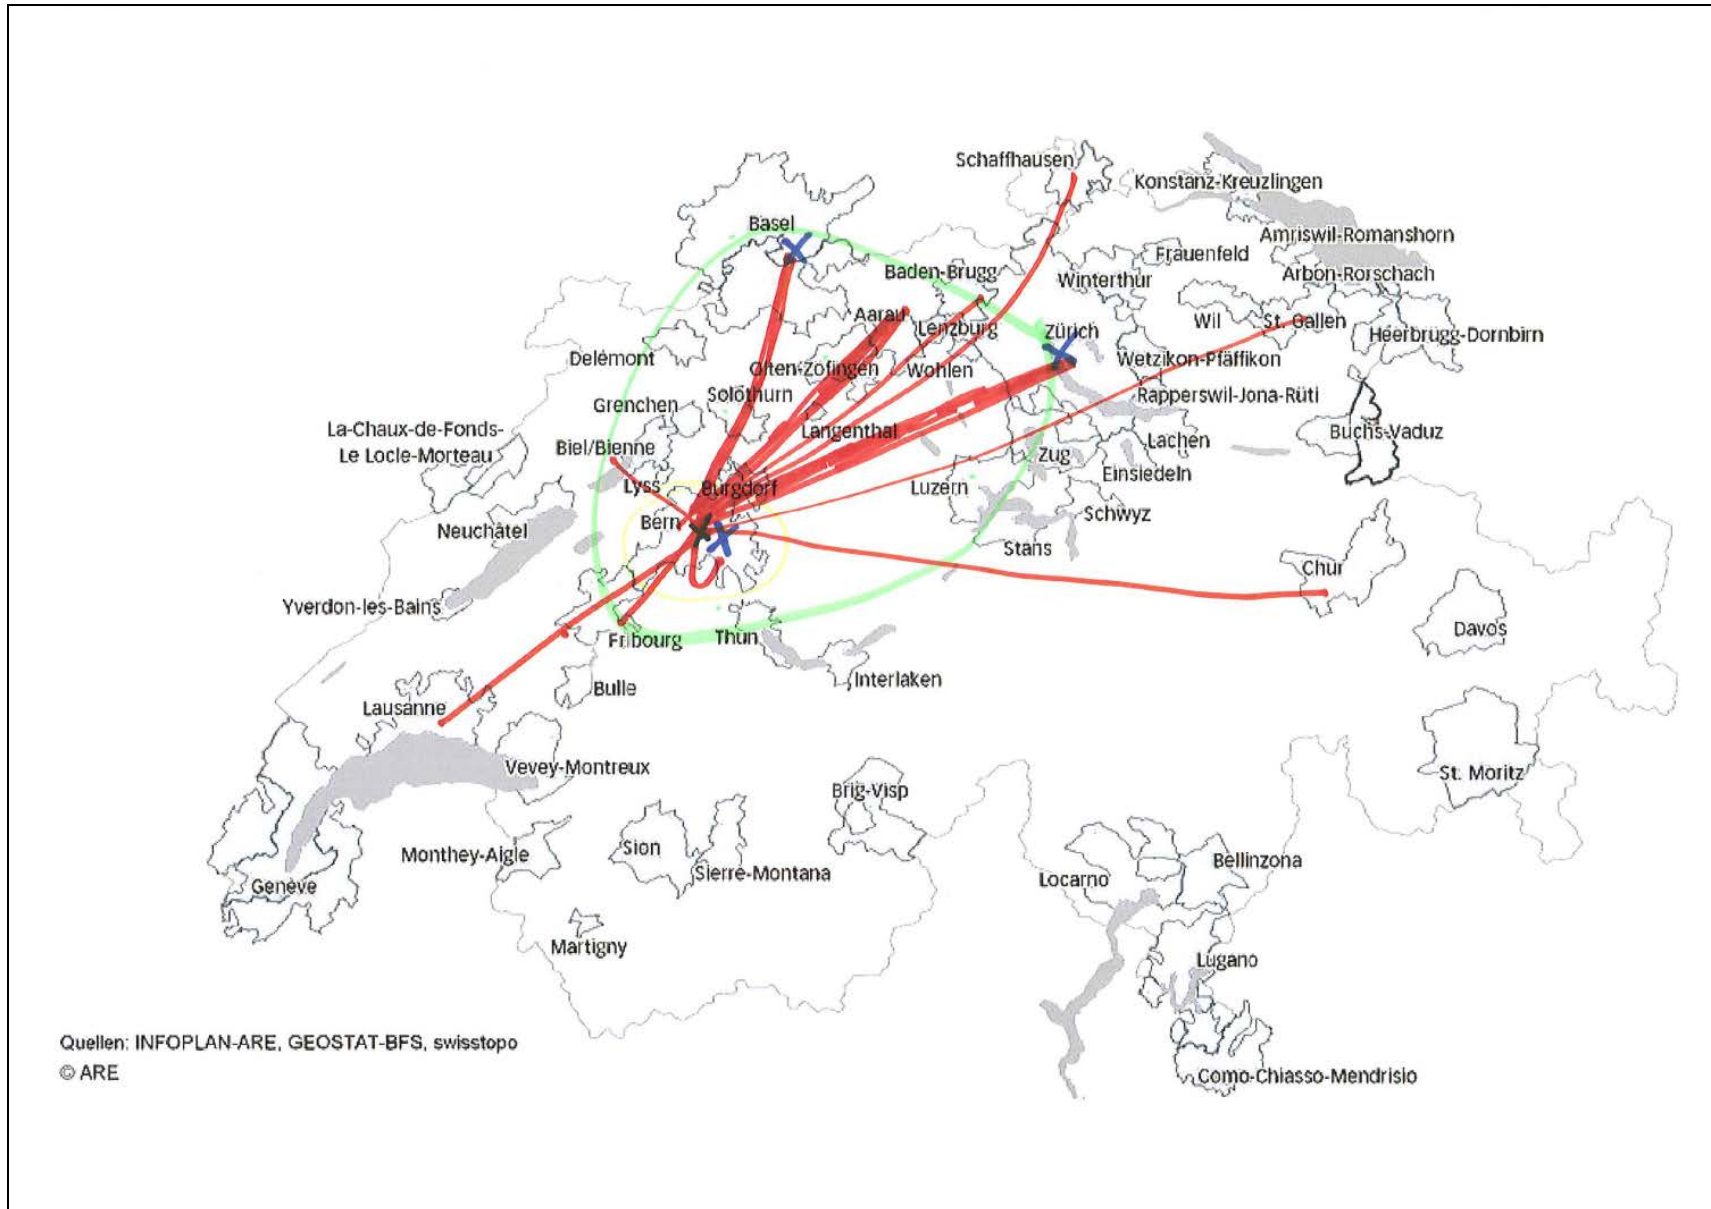 Schaffhausen
Konstanz-Kreuzlingen
Basel
Amriswil-Romanshorn
Frauenfeld
Baden-Brugg
Arbon-Rorschach
Winterthur
Aarau
Lenzburg
Zürich
Wil
St. Gallen
Heerbrugg-Dornbirn
Delémont
Olten-Zofingen
Wohlen
Wetzikon-Pfäffikon
Solothurn
Rapperswil-Jona-Rüti
Grenchen
La-Chaux-de-Fonds-
Le Locle-Morteau
Langenthal
Buchs-Vaduz
Biel/Bienne
Lachen
Zug
Einsiedeln
Lyss
Burgdorf
Luzern
Schwyz
Bern
Neuchâtel
Stans
Chur
Yverdon-les-Bains
Davos
Fribourg
Thun
Interlaken
Bulle
Lausanne
Vevey-Montreux
St. Moritz
Brig-Visp
Monthey-Aigle
Sion
Bellinzona
Sierre-Montana
Locarno
Genève
Martigny
Lugano
Quellen: INFOPLAN-ARE, GEOSTAT-BFS, swisstopo
© ARE
Como-Chiasso-Mendrisio